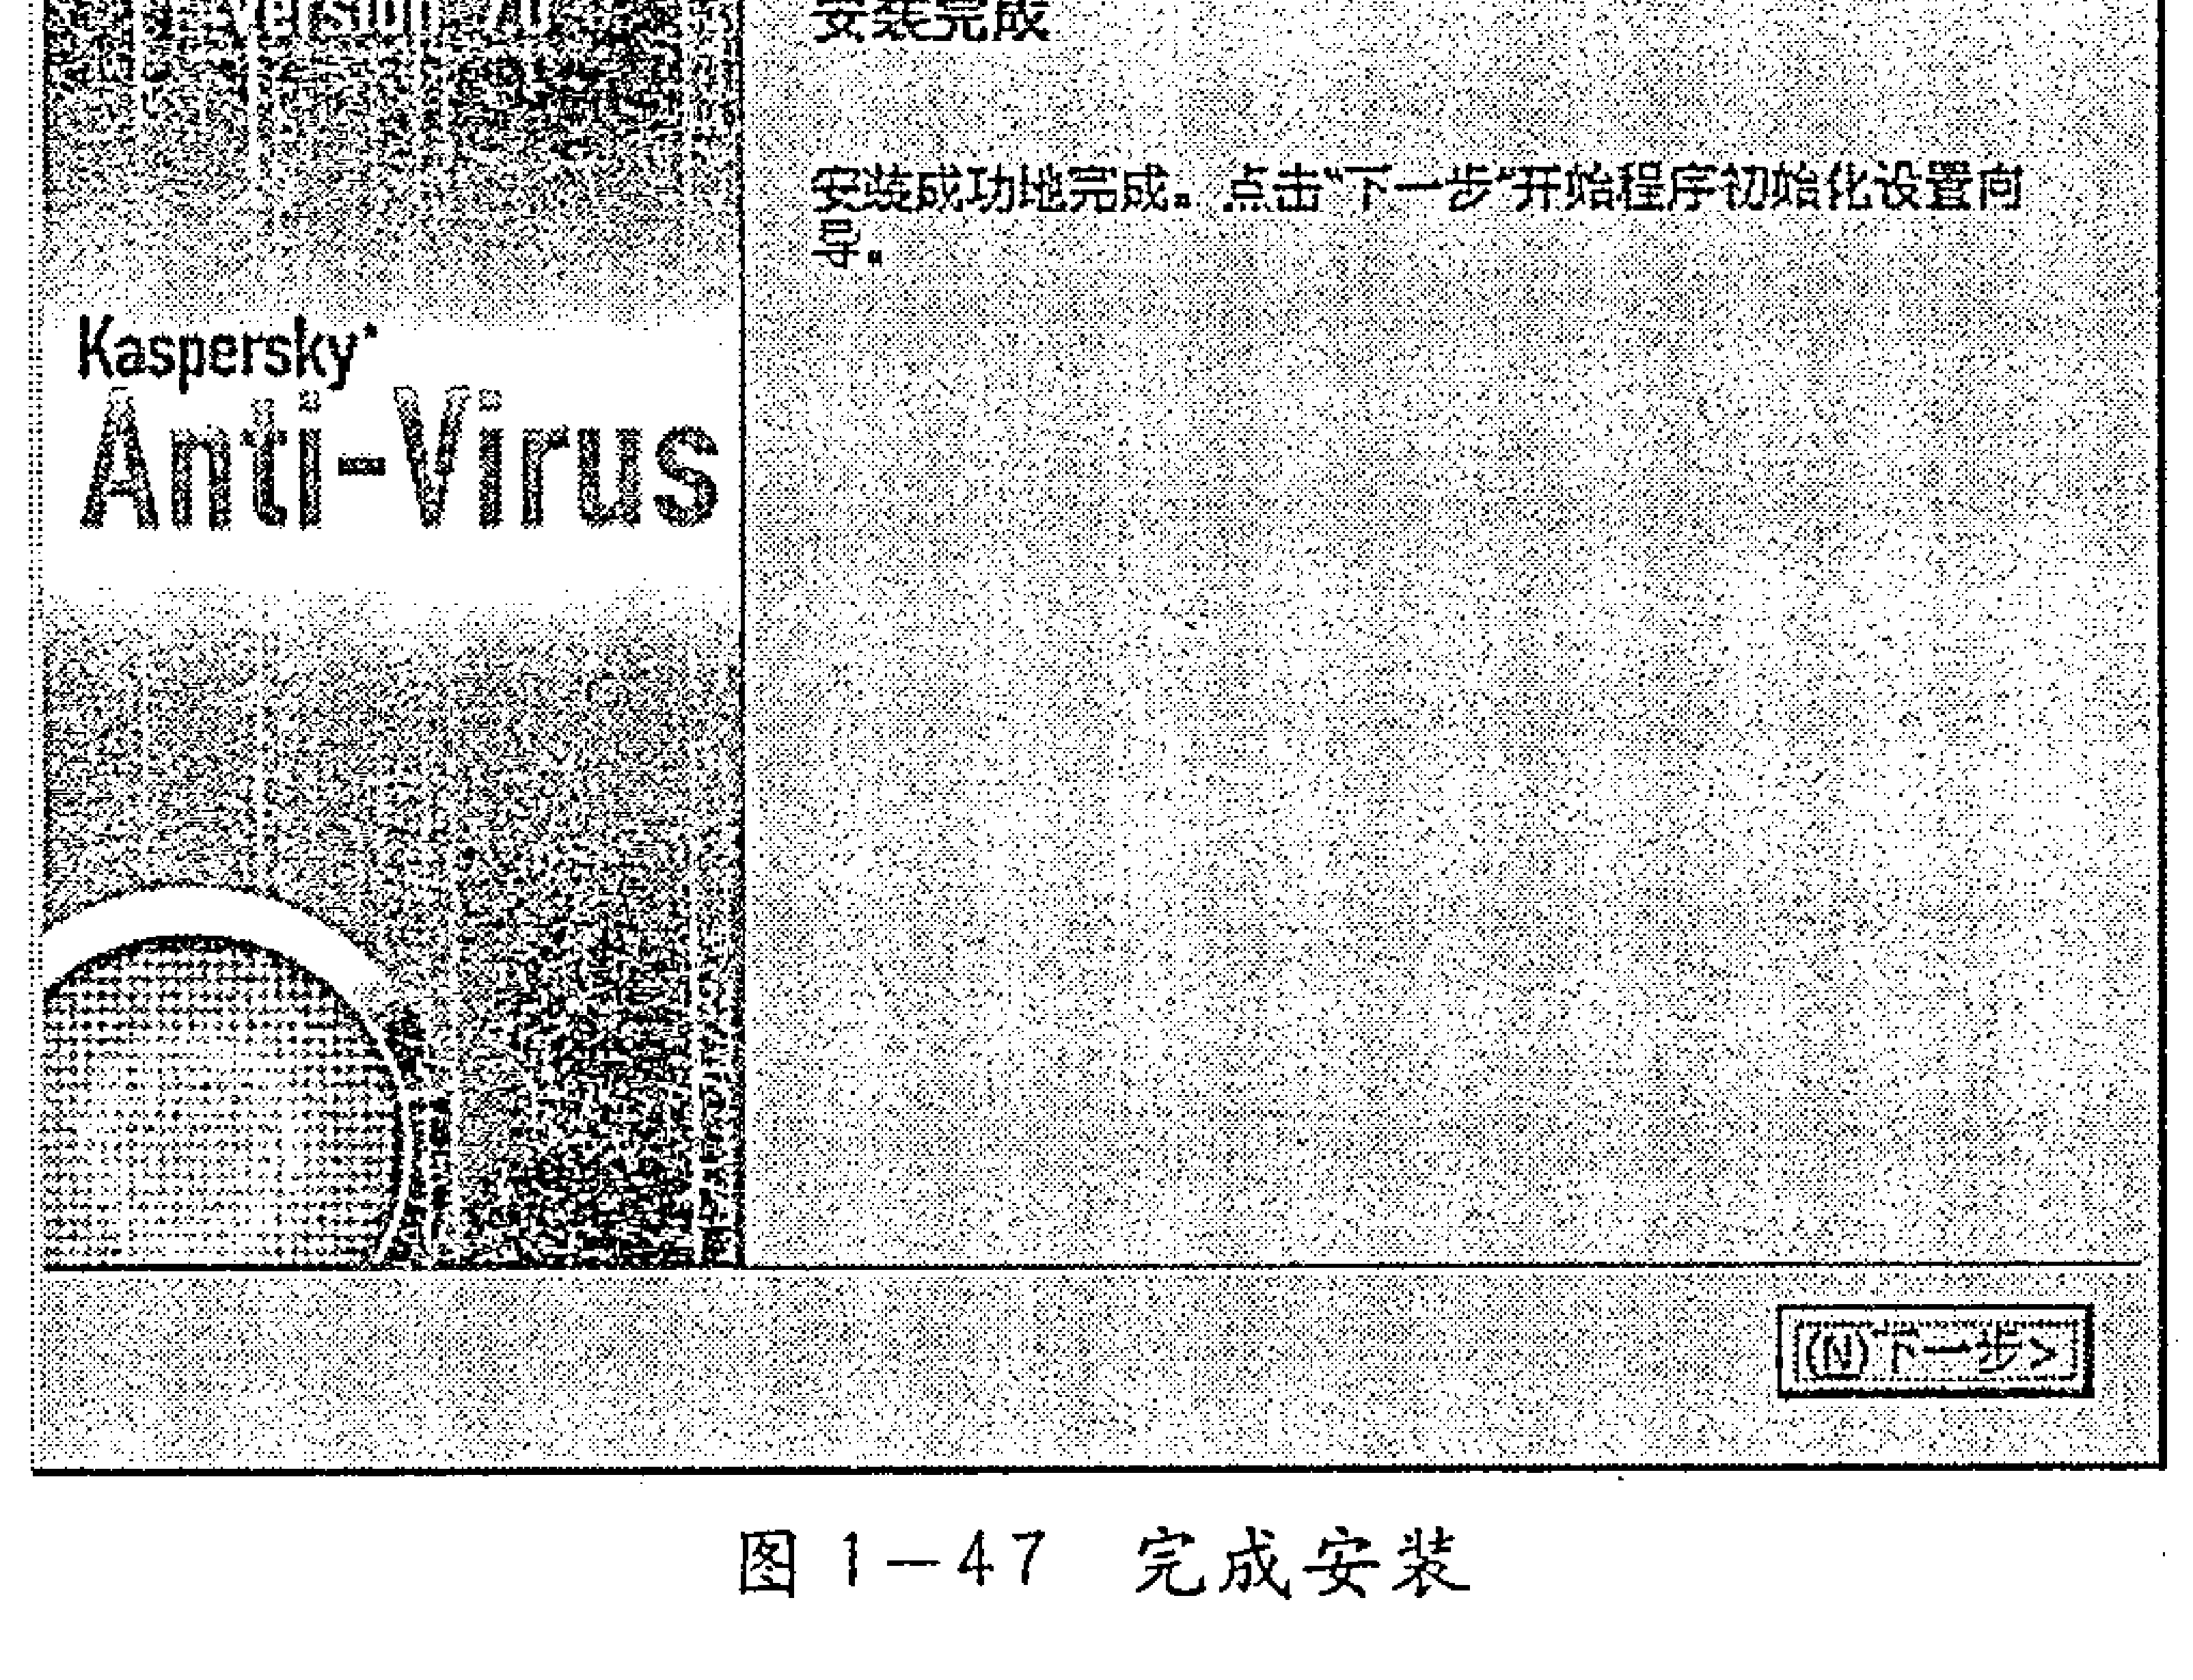 安装完成
安装成功地完成。点击“下一步”开始程序初始化设置向
导。
Kaspersky
Anti-Virus
(N)下一步>
图 1-47 完成安装